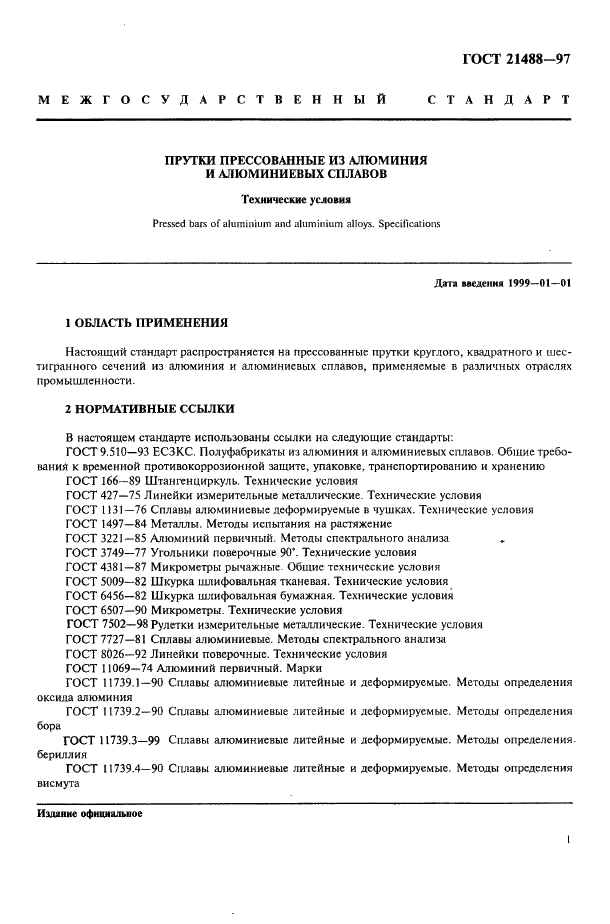 ГОСТ 21488—97
МЕЖГОСУДАРСТВЕННЫЙ СТАНДАРТ
ПРУТКИ ПРЕССОВАННЫЕ ИЗ АЛЮМИНИЯ
И АЛЮМИНИЕВЫХ СПЛАВОВ
Технические условия
Pressed bars of aluminium and aluminium alloys. Specifications
Дата введения 1999—01—01
1 ОБЛАСТЬ ПРИМЕНЕНИЯ
Настоящий стандарт распространяется на прессованные прутки круглого, квадратного и шес-
тигранного сечений из алюминия и алюминиевых сплавов, применяемые в различных отраслях
промышленности.
2 НОРМАТИВНЫЕ ССЫЛКИ
В настоящем стандарте использованы ссылки на следующие стандарты:
ГОСТ 9.510—93 ЕСЗКС. Полуфабрикаты из алюминия и алюминиевых сплавов. Общие требо-
вания к временной противокоррозионной защите, упаковке, транспортированию и хранению
ГОСТ 166—89 Штангенциркуль. Технические условия
ГОСТ 427—75 Линейки измерительные металлические. Технические условия
ГОСТ 1131—76 Сплавы алюминиевые деформируемые в чушках. Технические условия
ГОСТ 1497—84 Металлы. Методы испытания на растяжение
ГОСТ 3221—85 Алюминий первичный. Методы спектрального анализа
ГОСТ 3749—77 Угольники поверочные 90°. Технические условия
ГОСТ 4381—87 Микрометры рычажные. Общие технические условия
ГОСТ 5009—82 Шкурка шлифовальная тканевая. Технические условия
ГОСТ 6456—82 Шкурка шлифовальная бумажная. Технические условия
ГОСТ 6507—90 Микрометры. Технические условия
ГОСТ 7502—98 Рулетки измерительные металлические. Технические условия
ГОСТ 7727—81 Сплавы алюминиевые. Методы спектрального анализа
ГОСТ 8026—92 Линейки поверочные. Технические условия
ГОСТ 11069—74 Алюминий первичный. Марки
ГОСТ 11739.1—90 Сплавы алюминиевые литейные и деформируемые. Методы определения
оксида алюминия
ГОСТ 11739.2—90 Сплавы алюминиевые литейные и деформируемые. Методы определения
бора
ГОСТ 11739.3—99 Сплавы алюминиевые литейные и деформируемые. Методы определения
бериллия
ГОСТ 11739.4—90 Сплавы алюминиевые литейные и деформируемые. Методы определения
висмута
Издание официальное
1